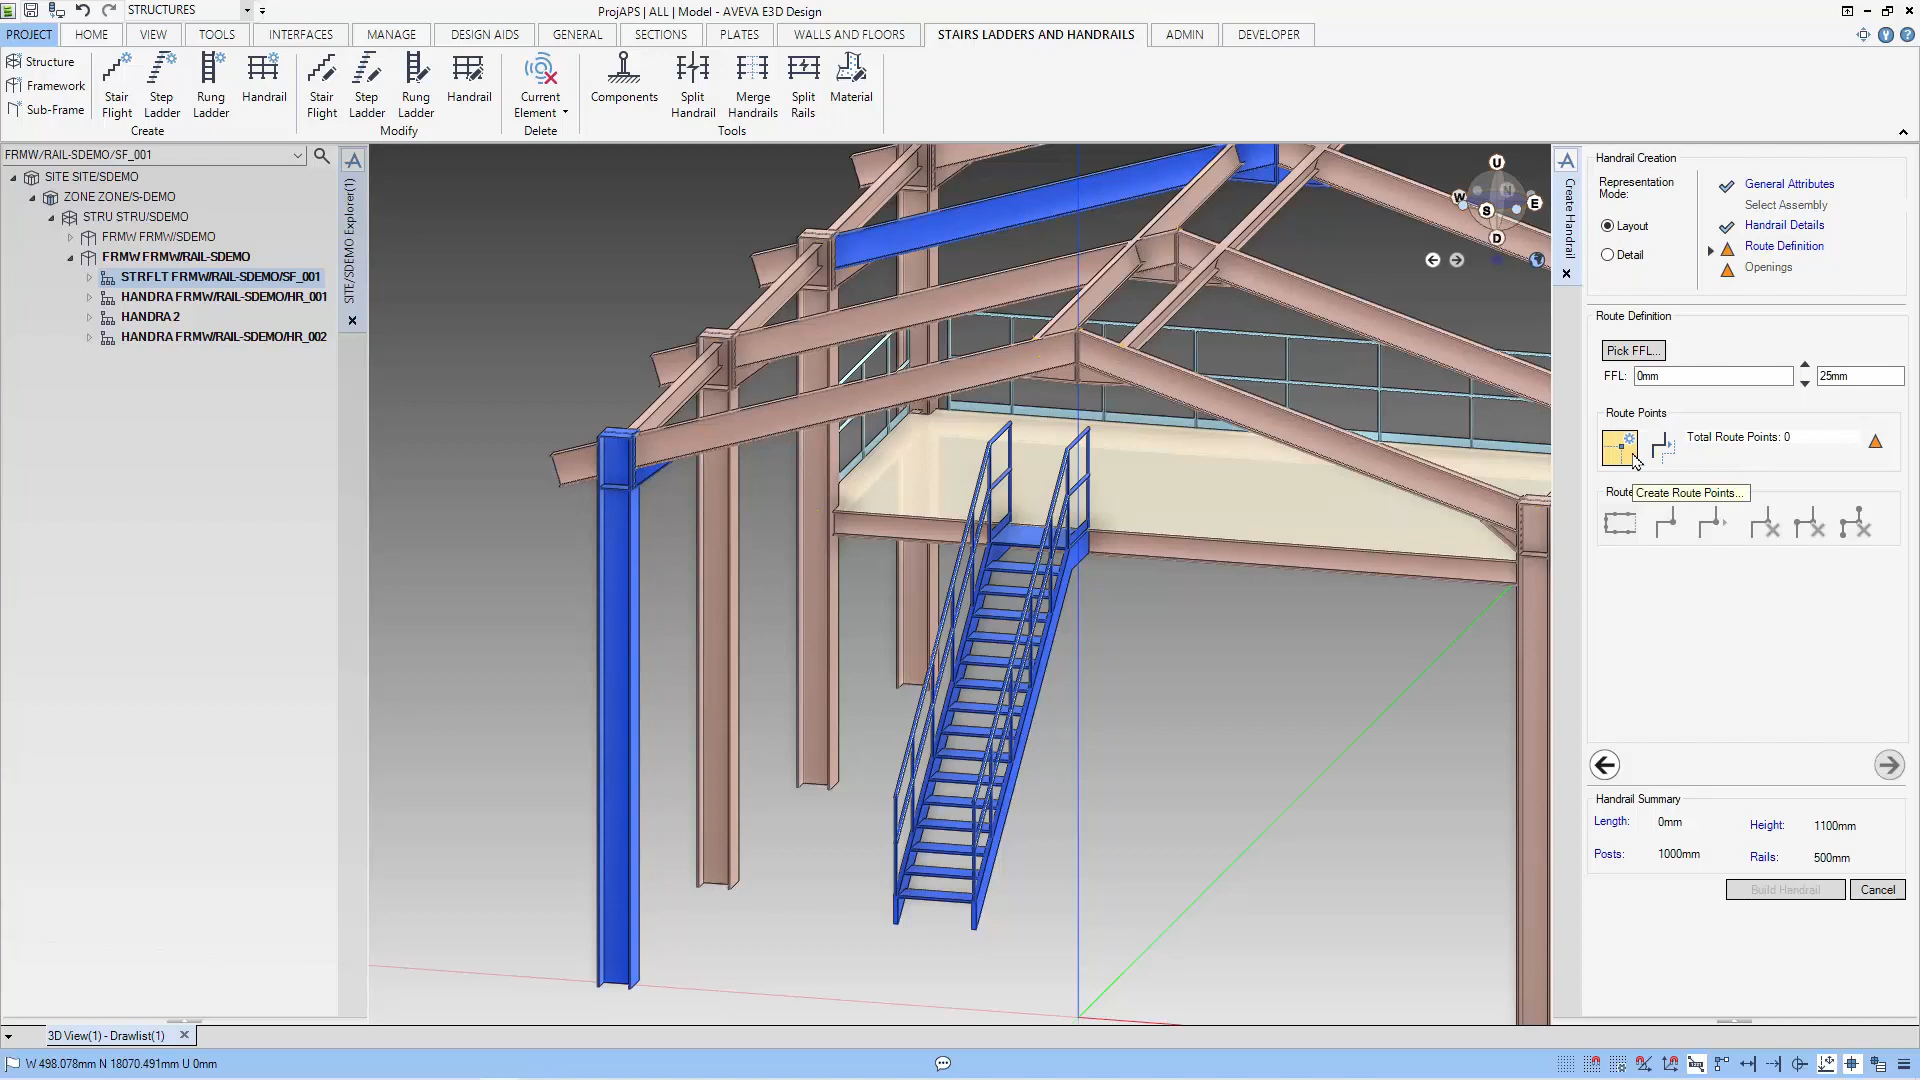 STRUCTURES
ProjAPS | ALL | Model - AVEVA E3D Design
PROJECT HOME VIEW TOOLS INTERFACES MANAGE DESIGN AIDS GENERAL SECTIONS PLATES WALLS AND FLOORS STAIRS LADDERS AND HANDRAILS ADMIN DEVELOPER
Structure
Framework
Sub-Frame
Stair Flight
Step Ladder
Rung Ladder
Handrail
Create
Stair Flight
Step Ladder
Rung Ladder
Handrail
Modify
Current Element
Delete
Components
Split Handrail
Merge Handrails
Split Rails
Material
Tools
FRMW/RAIL-SDEMO/SF_001
SITE SITE/SDEMO
ZONE ZONE/S-DEMO
STRU STRU/SDEMO
FRMW FRMW/SDEMO
FRMW FRMW/RAIL-SDEMO
STRFLT FRMW/RAIL-SDEMO/SF_001
HANDRA FRMW/RAIL-SDEMO/HR_001
HANDRA 2
HANDRA FRMW/RAIL-SDEMO/HR_002
SITE/SDEMO Explorer(1)
U
W N E
S
D
Create Handrail
Handrail Creation
Representation Mode:
Layout
Detail
General Attributes
Select Assembly
Handrail Details
Route Definition
Openings
Route Definition
Pick FFL...
FFL: 0mm 25mm
Route Points
Total Route Points: 0
Route
Create Route Points...
Handrail Summary
Length: 0mm Height: 1100mm
Posts: 1000mm Rails: 500mm
Build Handrail Cancel
3D View(1) - Drawlist(1)
W 498.078mm N 18070.491mm U 0mm